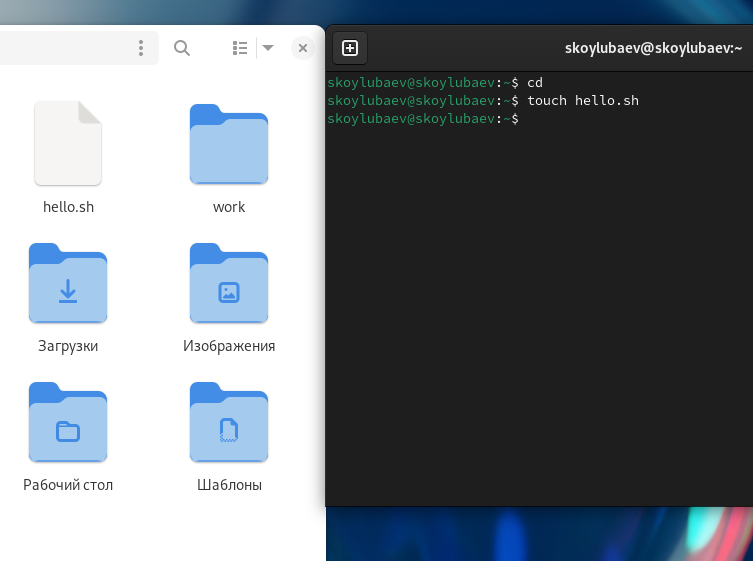 skoylubaev@skoylubaev:~
skoylubaev@skoylubaev:~$ cd
skoylubaev@skoylubaev:~$ touch hello.sh
skoylubaev@skoylubaev:~$
hello.sh
work
Загрузки
Изображения
Рабочий стол
Шаблоны